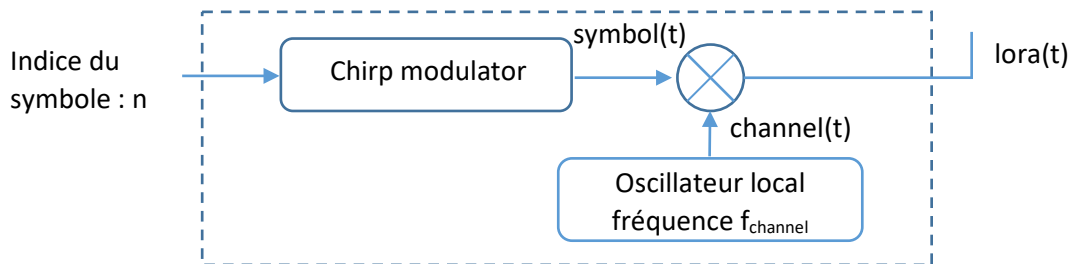 symbol(t)
Indice du
symbole : n
Chirp modulator
lora(t)
channel(t)
Oscillateur local
fréquence fchannel